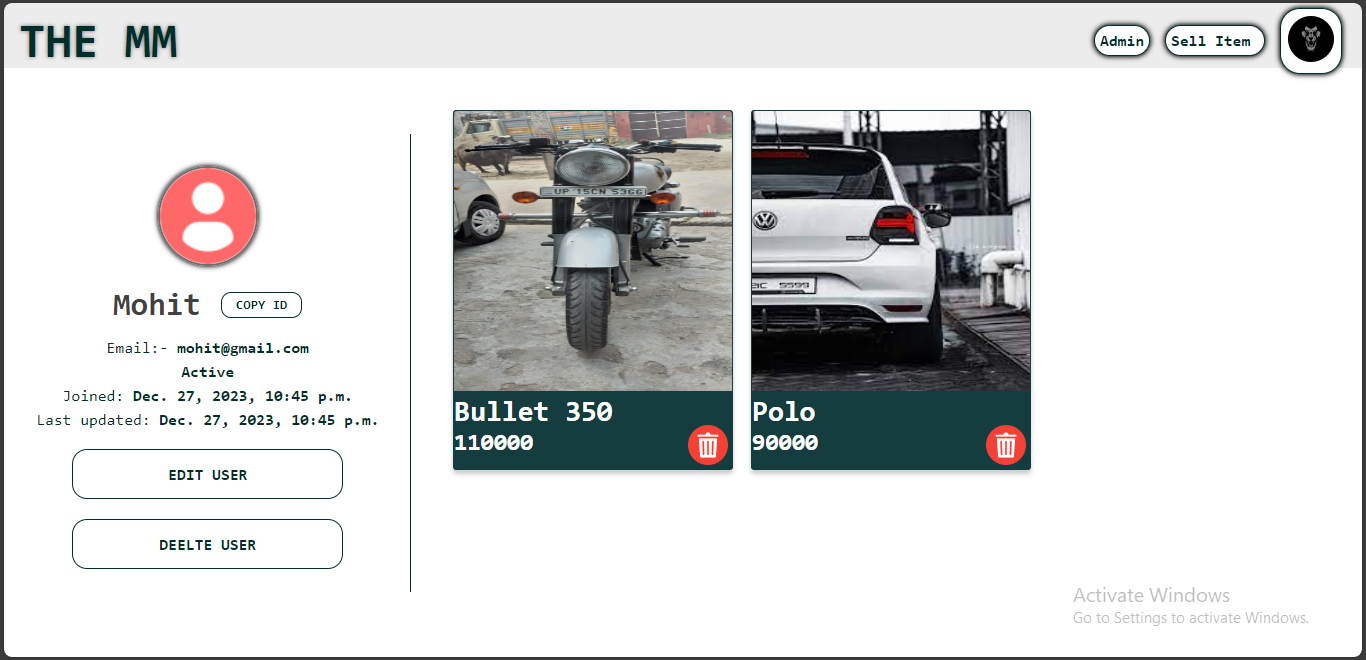 THE MM
Admin
Sell Item
Mohit
COPY ID
Email:- mohit@gmail.com
Active
Joined: Dec. 27, 2023, 10:45 p.m.
Last updated: Dec. 27, 2023, 10:45 p.m.
EDIT USER
DEELTE USER
UP 15CN 5366
Bullet 350
110000
5599
Polo
90000
Activate Windows
Go to Settings to activate Windows.